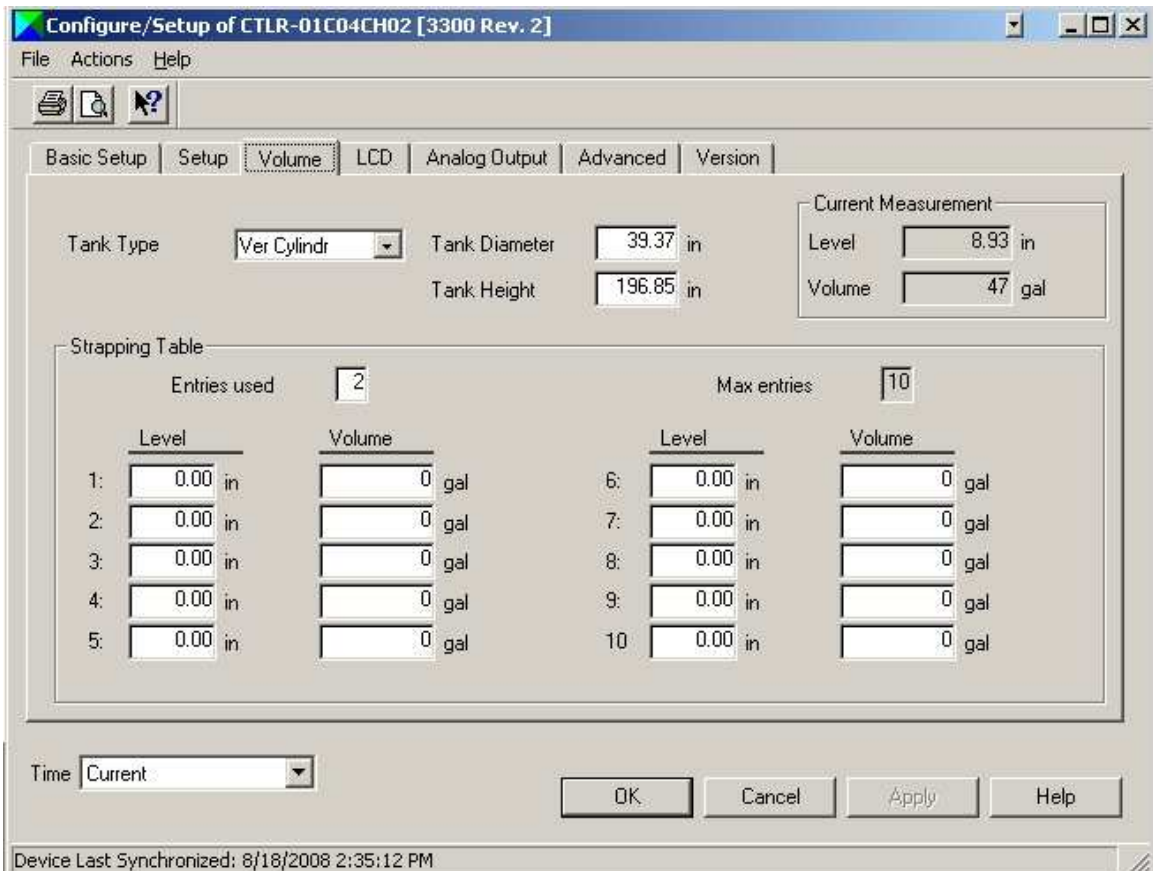 Configure/Setup of CTLR-01C04CH02 [3300 Rev. 2]
File Actions Help
Basic Setup Setup Volume LCD Analog Output Advanced Version
Current Measurement
Tank Type Ver Cylindr Tank Diameter 39.37 in Level 8.93 in
Tank Height 196.85 in Volume 47 gal
Strapping Table
Entries used 2 Max entries 10
Level Volume Level Volume
1: 0.00 in 0 gal 6: 0.00 in 0 gal
2: 0.00 in 0 gal 7: 0.00 in 0 gal
3: 0.00 in 0 gal 8: 0.00 in 0 gal
4: 0.00 in 0 gal 9: 0.00 in 0 gal
5: 0.00 in 0 gal 10 0.00 in 0 gal
Time Current
OK Cancel Apply Help
Device Last Synchronized: 8/18/2008 2:35:12 PM